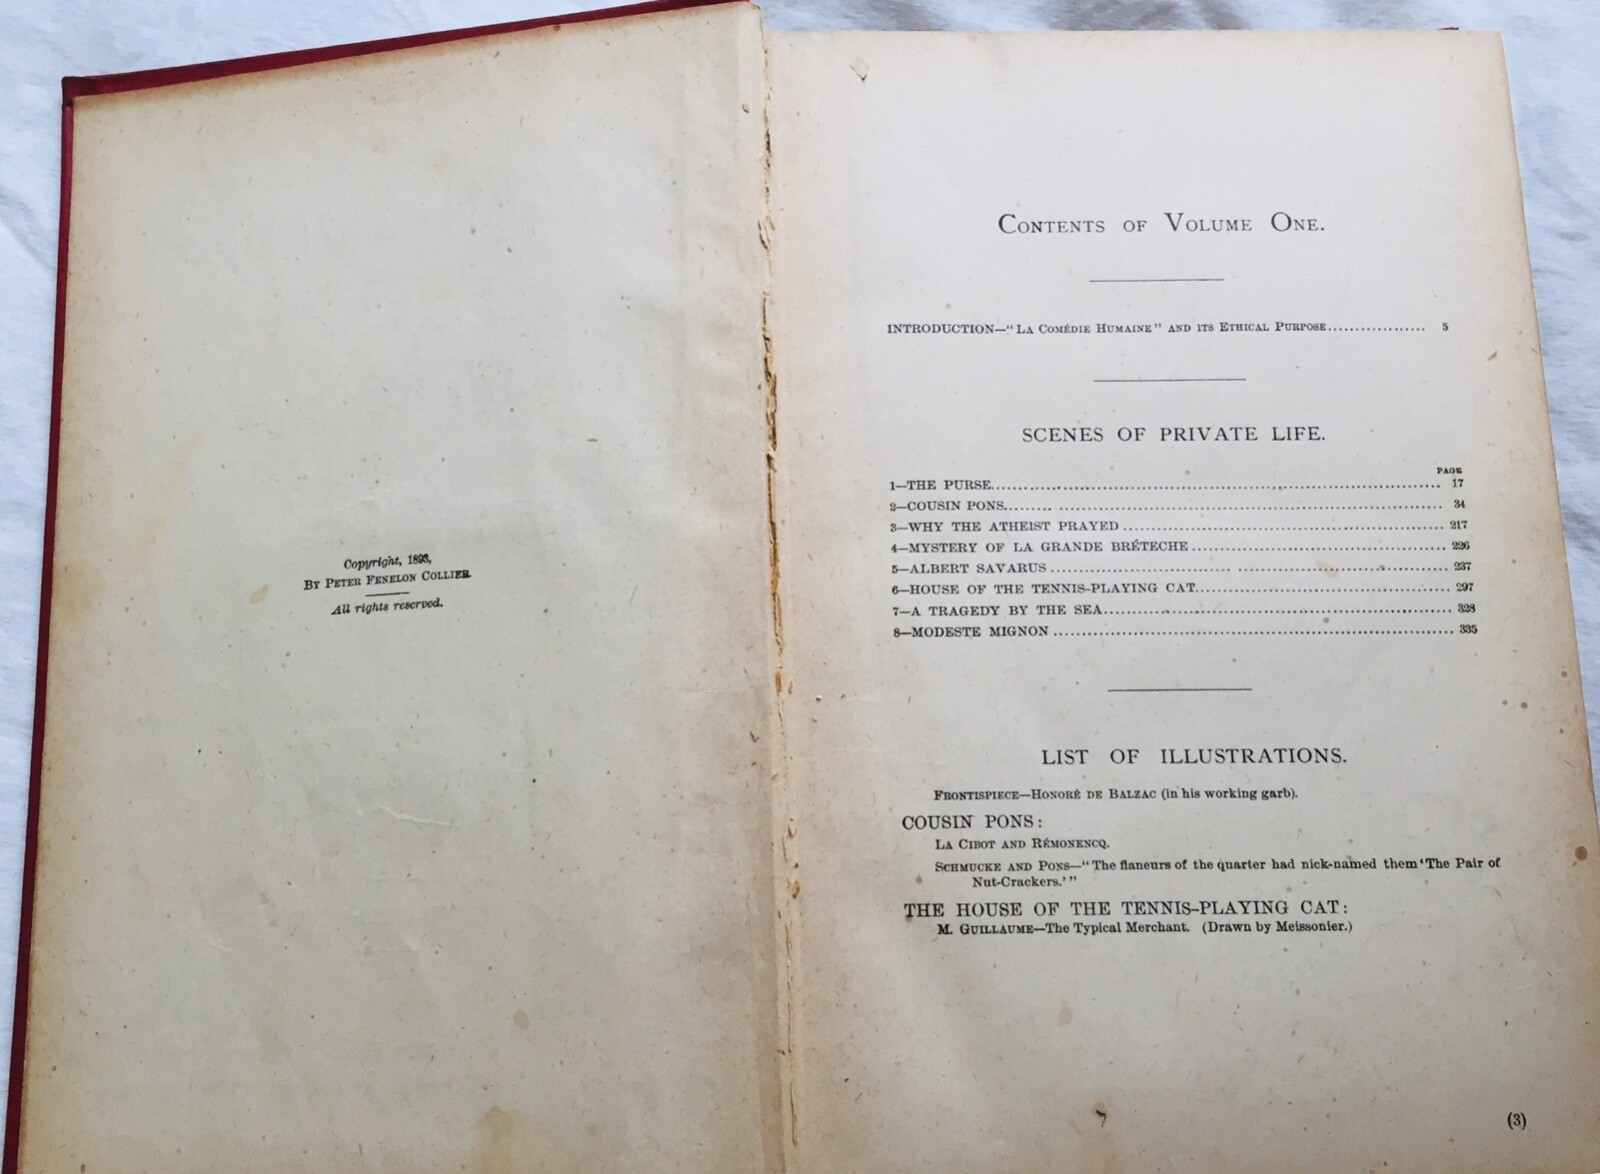 Copyright, 1893,
BY PETER FENELON COLLIER.
All rights reserved.
CONTENTS OF VOLUME ONE.
INTRODUCTION—"LA COMÉDIE HUMAINE" AND ITS ETHICAL PURPOSE.................. 5
SCENES OF PRIVATE LIFE.
PAGE
1—THE PURSE.................................................. 17
2—COUSIN PONS.................................................. 34
3—WHY THE ATHEIST PRAYED.................................................. 217
4—MYSTERY OF LA GRANDE BRÉTECHE.................................................. 226
5—ALBERT SAVARUS.................................................. 237
6—HOUSE OF THE TENNIS-PLAYING CAT.................................................. 297
7—A TRAGEDY BY THE SEA.................................................. 328
8—MODESTE MIGNON.................................................. 335
LIST OF ILLUSTRATIONS.
FRONTISPIECE—HONORÉ DE BALZAC (in his working garb).
COUSIN PONS:
LA CIBOT AND RÉMONENCQ.
SCHMUCKE AND PONS—"The flaneurs of the quarter had nick-named them 'The Pair of
Nut-Crackers.'"
THE HOUSE OF THE TENNIS-PLAYING CAT:
M. GUILLAUME—The Typical Merchant. (Drawn by Meissonier.)
(3)